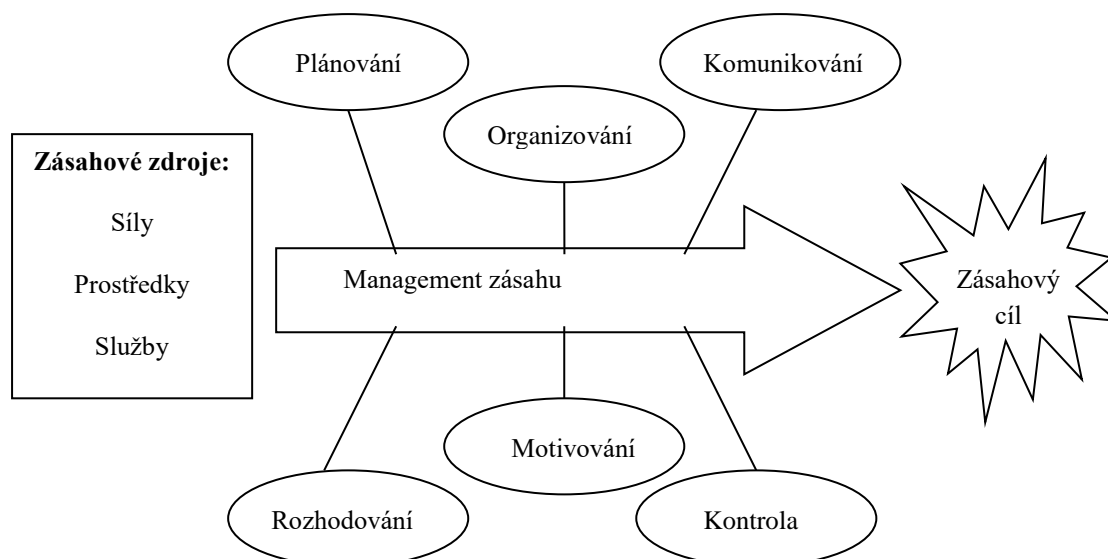 Plánování
Komunikování
Organizování
Zásahové zdroje:
Síly
Prostředky
Služby
Management zásahu
Zásahový
cíl
Motivování
Rozhodování
Kontrola